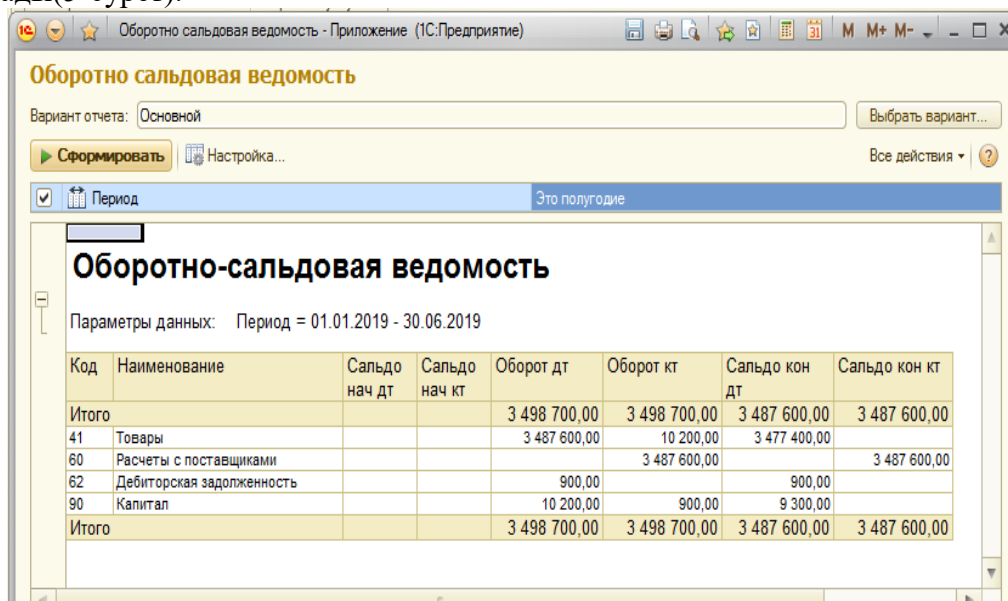 Оборотно сальдовая ведомость - Приложение (1С:Предприятие) M M+ M-
Оборотно сальдовая ведомость
Вариант отчета: Основной Выбрать вариант...
Сформировать Настройка... Все действия
Период Это полугодие
Оборотно-сальдовая ведомость
Параметры данных: Период = 01.01.2019 - 30.06.2019
Код Наименование Сальдо нач дт Сальдо нач кт Оборот дт Оборот кт Сальдо кон дт Сальдо кон кт
Итого 3 498 700,00 3 498 700,00 3 487 600,00 3 487 600,00
41 Товары 3 487 600,00 10 200,00 3 477 400,00
60 Расчеты с поставщиками 3 487 600,00 3 487 600,00
62 Дебиторская задолженность 900,00 900,00
90 Капитал 10 200,00 900,00 9 300,00
Итого 3 498 700,00 3 498 700,00 3 487 600,00 3 487 600,00